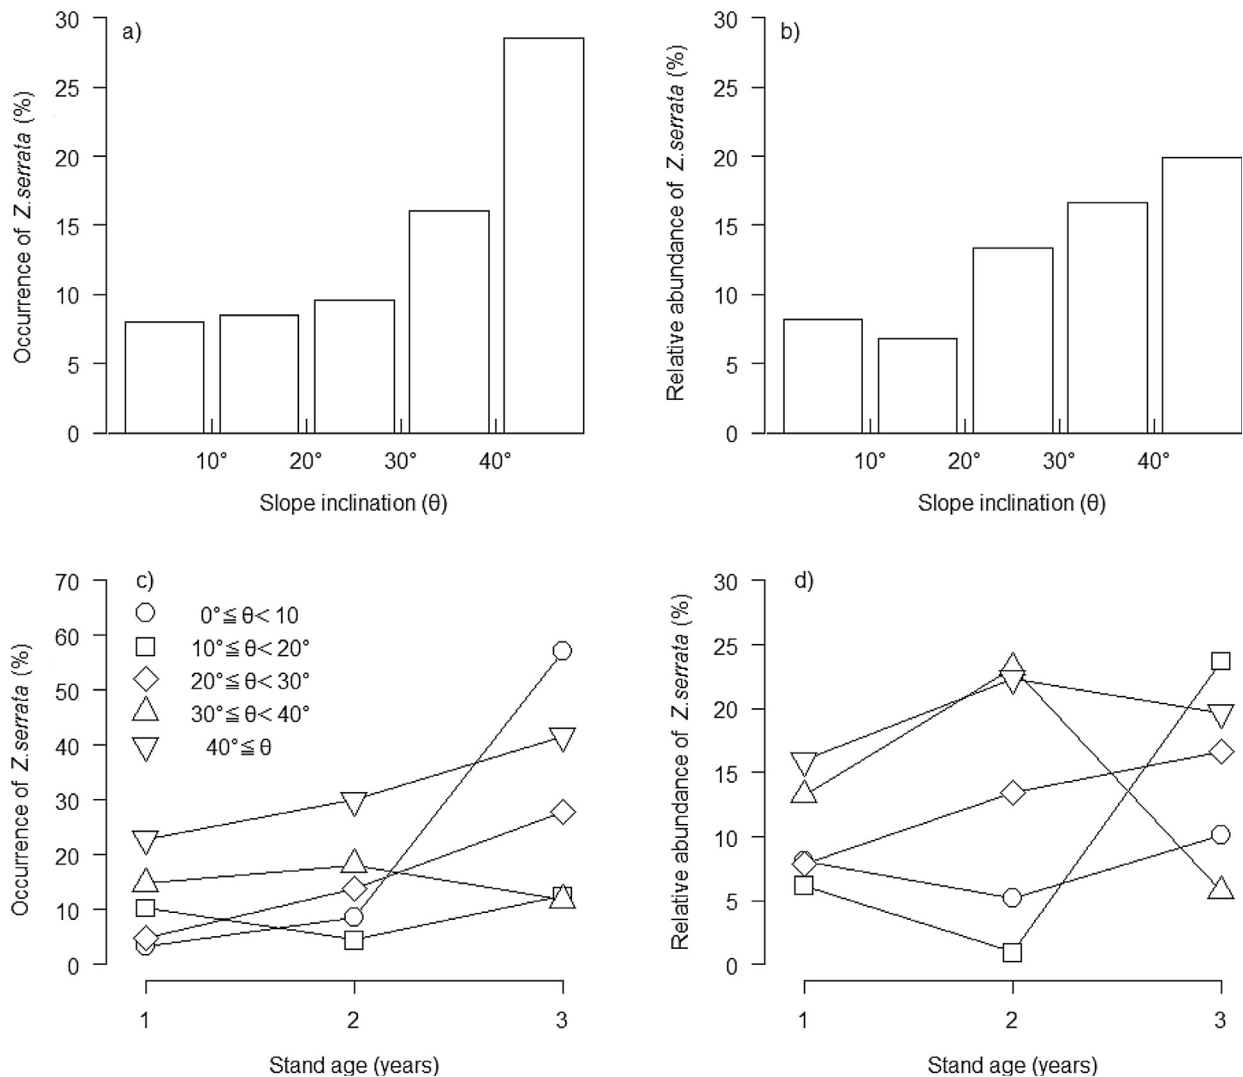 a)
Occurrence of Z.serrata (%)
30
25
20
15
10
5
0
10° 20° 30° 40°
Slope inclination (θ)
b)
Relative abundance of Z.serrata (%)
30
25
20
15
10
5
0
10° 20° 30° 40°
Slope inclination (θ)
c)
Occurrence of Z.serrata (%)
70
60
50
40
30
20
10
0
0°≦θ< 10
10°≦θ< 20°
20°≦θ< 30°
30°≦θ< 40°
40°≦θ
1 2 3
Stand age (years)
d)
Relative abundance of Z.serrata (%)
30
25
20
15
10
5
0
1 2 3
Stand age (years)